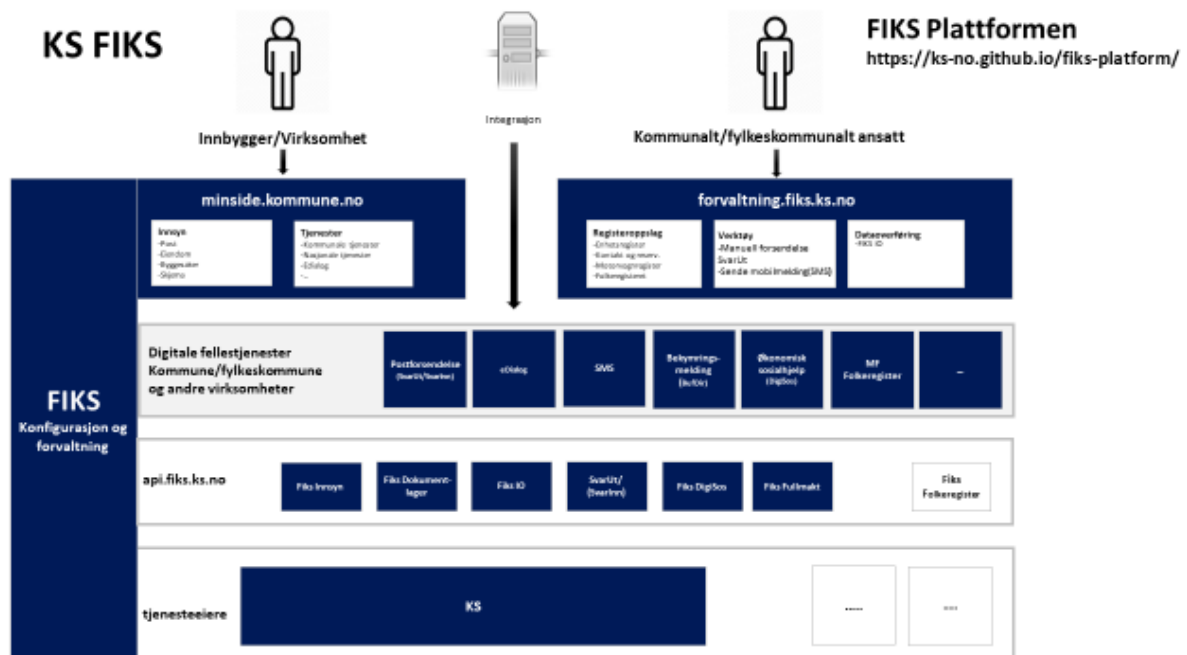 KS FIKS
FIKS Plattformen
https://ks-no.github.io/fiks-platform/
Integrasjon
Innbygger/Virksomhet
Kommunalt/fylkeskommunalt ansatt
minside.kommune.no
Innsyn
-Post
-Eiendom
-Byggesaker
-Skjema
Tjenester
-Kommunale tjenester
-Nasjonale tjenester
-Edialog
-...
forvaltning.fiks.ks.no
Registeroppslag
-Enhetsregister
-Kontakt og reserv.
-Motorvognregister
-Folkeregisteret
Verktøy
-Manuell forsendelse
SvarUt
-Sende mobilmelding(SMS)
Dataoverføring
-FIKS IO
FIKS
Konfigurasjon og
forvaltning
Digitale fellestjenester
Kommune/fylkeskommune
og andre virksomheter
Postforsendelse
(SvarUt/SvarInn)
eDialog
SMS
Bekymrings-
melding
(BufDir)
Økonomisk
sosialhjelp
(DigiSos)
MF
Folkeregister
...
api.fiks.ks.no
Fiks Innsyn
Fiks Dokument-
lager
Fiks IO
SvarUt/
(SvarInn)
Fiks DigiSos
Fiks Fullmakt
Fiks
Folkeregister
tjenesteeiere
KS
......
....